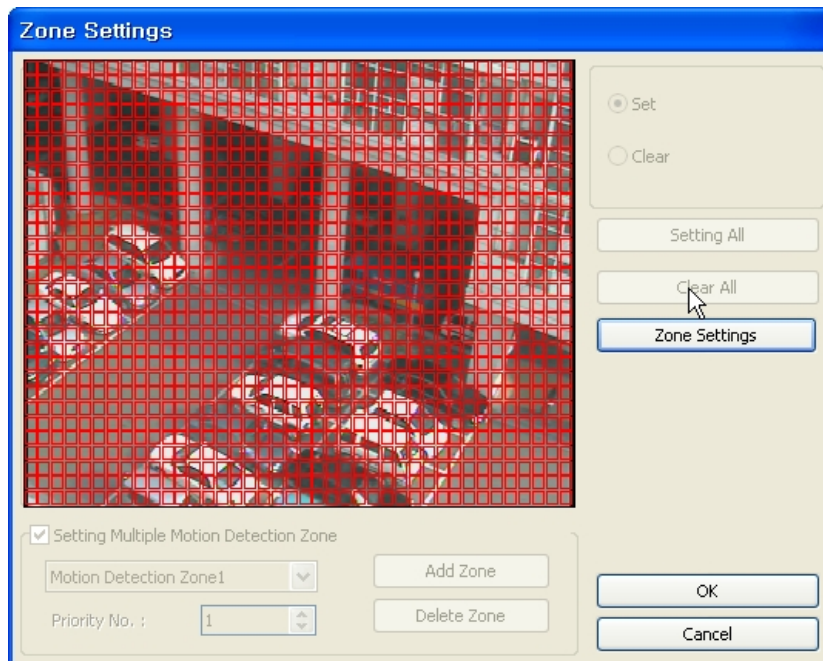 Zone Settings
Set
Clear
Setting All
Clear All
Zone Settings
Setting Multiple Motion Detection Zone
Motion Detection Zone1
Add Zone
Priority No. :
1
Delete Zone
OK
Cancel